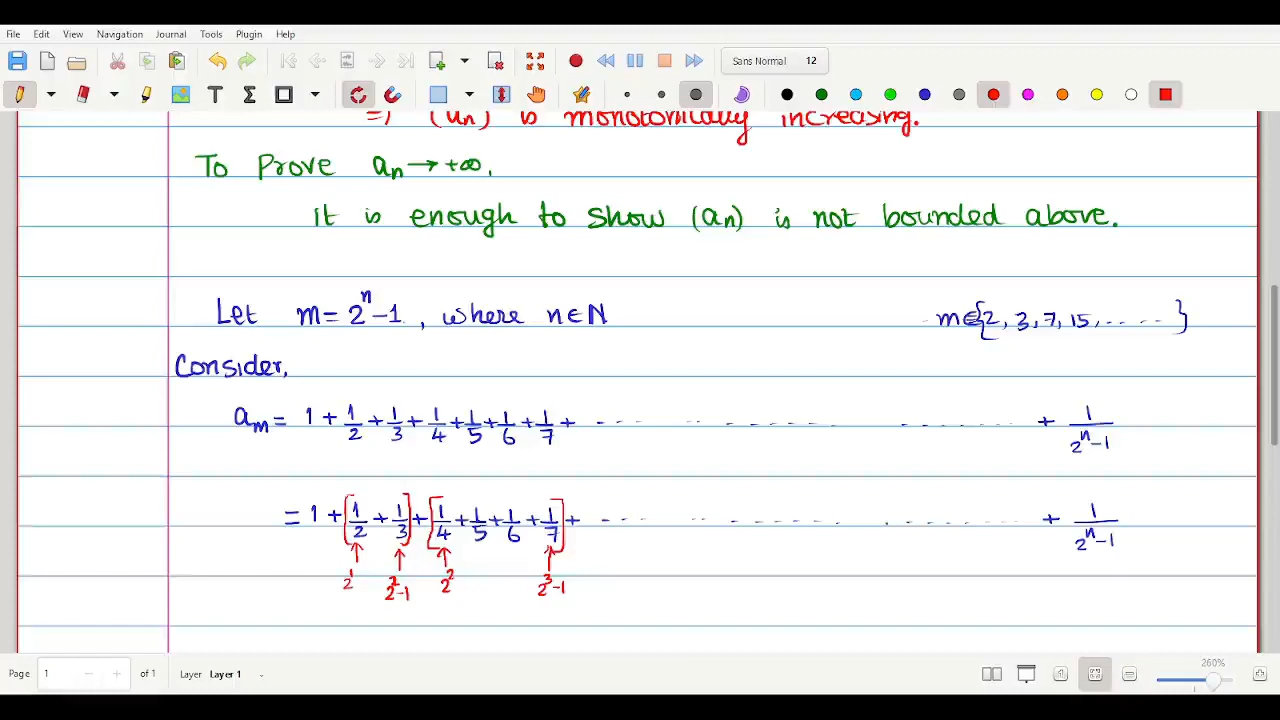 File Edit View Navigation Journal Tools Plugin Help
Sans Normal 12
=) (an) is monotonically increasing.
To Prove aₙ → +∞.
it is enough to show (aₙ) is not bounded above.
Let m = 2ⁿ - 1, where n ∈ N m ∈ {2, 3, 7, 15, ...... }
Consider,
aₘ = 1 + 1/2 + 1/3 + 1/4 + 1/5 + 1/6 + 1/7 + ...... + 1/(2ⁿ-1)
= 1 + [1/2 + 1/3] + [1/4 + 1/5 + 1/6 + 1/7] + ...... + 1/(2ⁿ-1)
2¹ 2²-1 2² 2³-1
Page 1 of 1 Layer Layer 1 260%